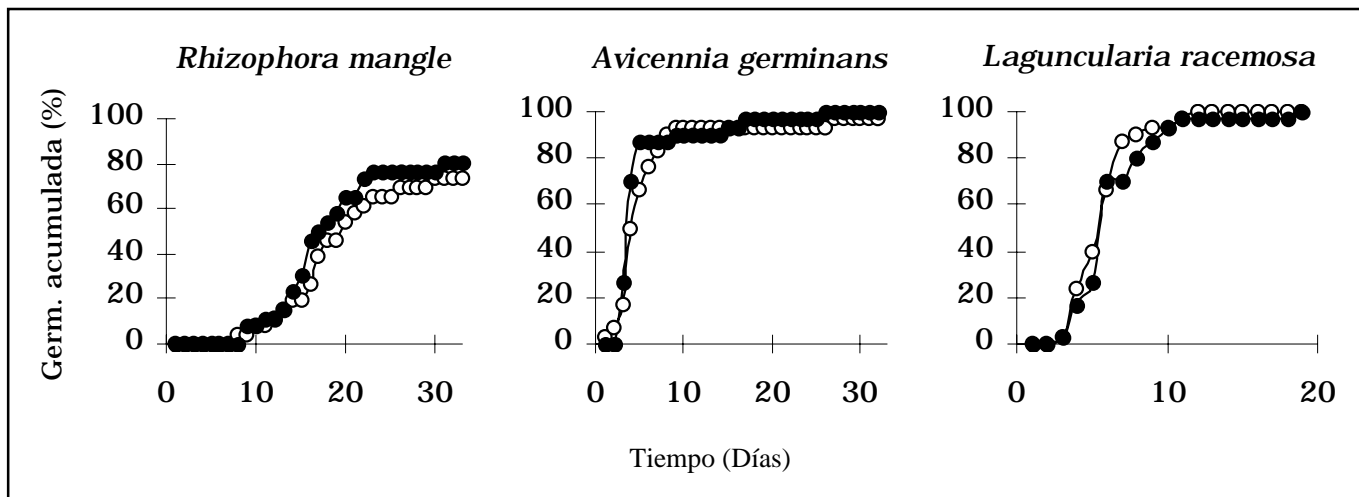 Rhizophora mangle
Avicennia germinans
Laguncularia racemosa
Germ. acumulada (%)
100
80
60
40
20
0
0 10 20 30
100
80
60
40
20
0
0 10 20 30
100
80
60
40
20
0
0 10 20
Tiempo (Días)